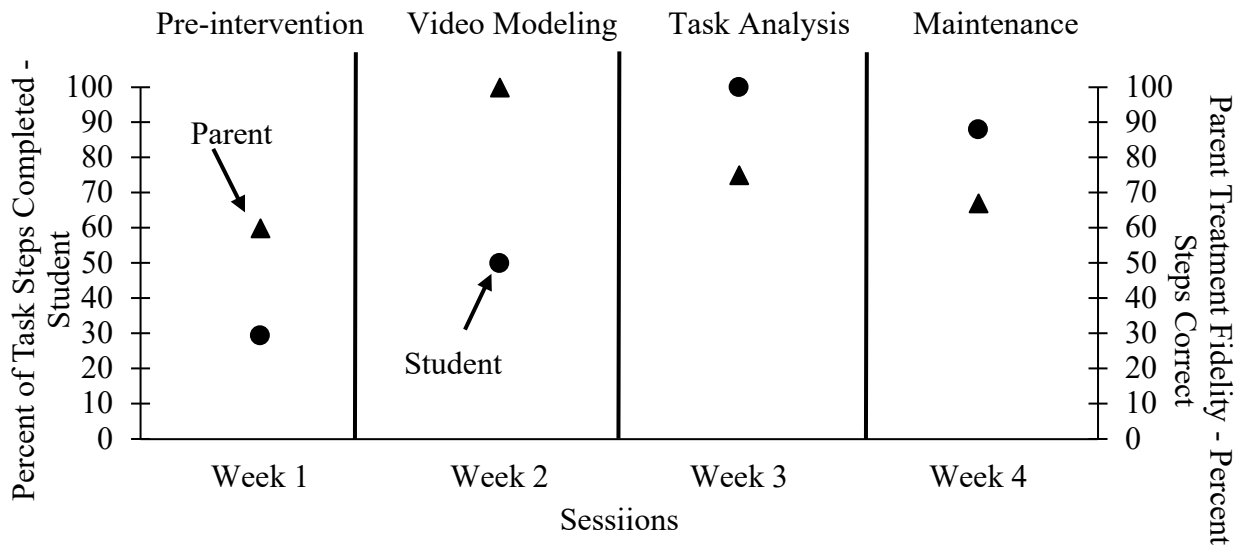 Pre-intervention Video Modeling Task Analysis Maintenance
Percent of Task Steps Completed -
Student
100
90
80
70
60
50
40
30
20
10
0
Parent
Student
100
90
80
70
60
50
40
30
20
10
0
Parent Treatment Fidelity - Percent
Steps Correct
Week 1 Week 2 Week 3 Week 4
Sessiions